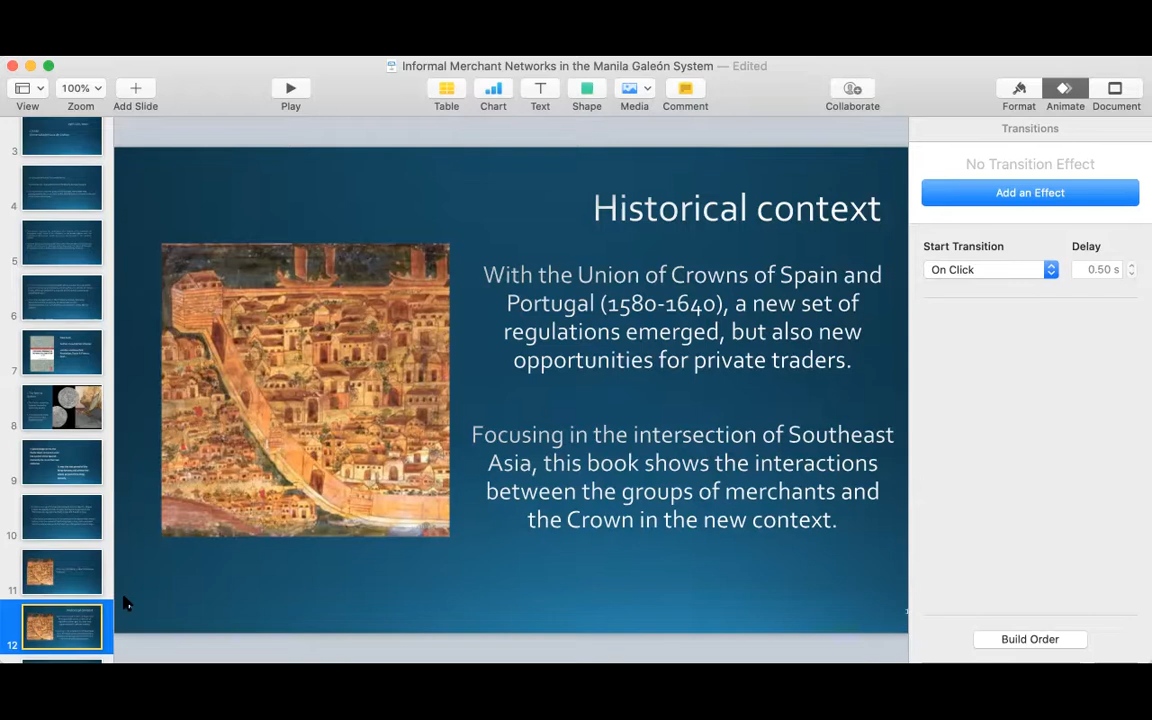 Informal Merchant Networks in the Manila Galeón System — Edited
100%
View
Zoom
Add Slide
Play
Table
Chart
Text
Shape
Media
Comment
Collaborate
Format
Animate
Document
Transitions
No Transition Effect
Add an Effect
Start Transition
Delay
On Click
0.50 s
Build Order
3
4
5
6
7
8
9
10
11
12
Historical context
With the Union of Crowns of Spain and
Portugal (1580-1640), a new set of
regulations emerged, but also new
opportunities for private traders.
Focusing in the intersection of Southeast
Asia, this book shows the interactions
between the groups of merchants and
the Crown in the new context.